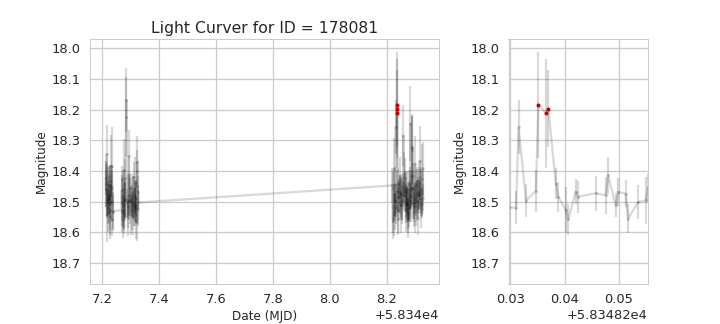 Light Curver for ID = 178081
18.0
18.1
18.2
18.3
18.4
18.5
18.6
18.7
Magnitude
7.2 7.4 7.6 7.8 8.0 8.2
Date (MJD)
+5.834e4
18.0
18.1
18.2
18.3
18.4
18.5
18.6
18.7
Magnitude
0.03 0.04 0.05
+5.83482e4